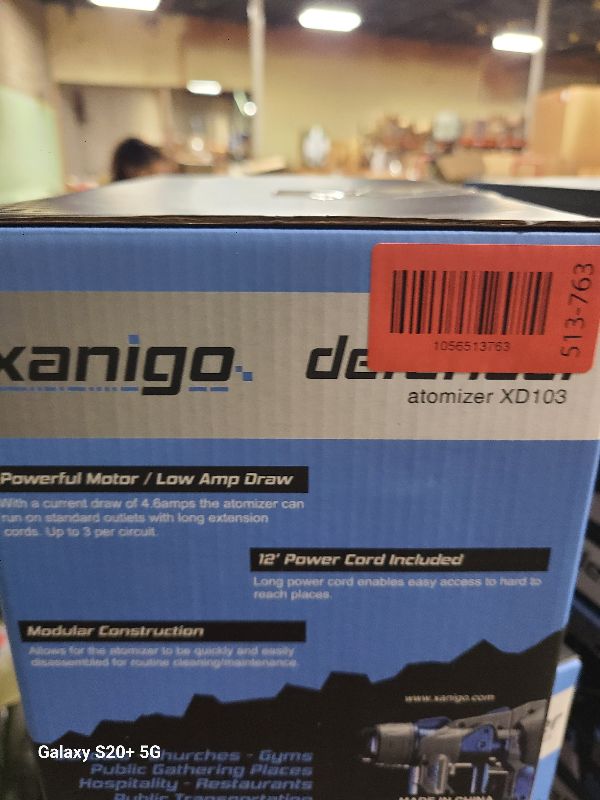 1056513763
513-763
xanigo
atomizer XD103
Powerful Motor / Low Amp Draw
With a current draw of 4.6amps the atomizer can
run on standard outlets with long extension
cords. Up to 3 per circuit.
12' Power Cord Included
Long power cord enables easy access to hard to
reach places.
Modular Construction
Allows for the atomizer to be quickly and easily
disassembled for routine cleaning/maintenance.
www.xanigo.com
Galaxy S20+ 5G
Churches - Gyms
Public Gathering Places
Hospitality - Restaurants
Public Transportation
MADE IN CHINA